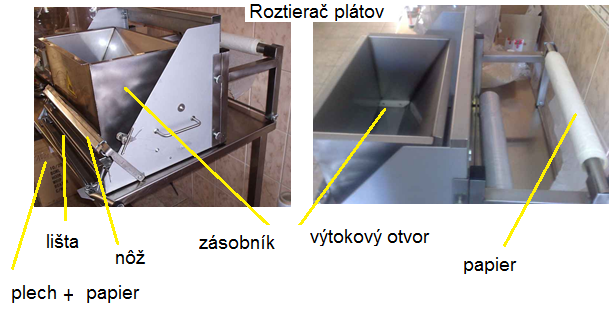 Roztierač plátov
lišta
nôž
zásobník
výtokový otvor
papier
plech + papier